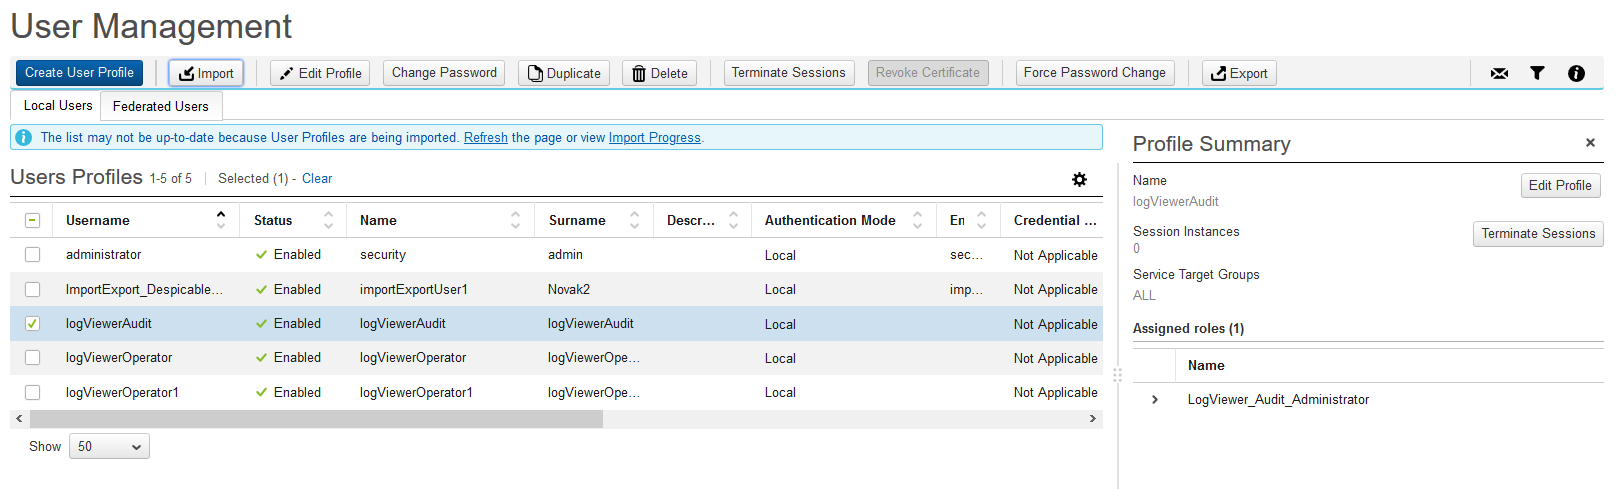 User Management
Create User Profile Import Edit Profile Change Password Duplicate Delete Terminate Sessions Revoke Certificate Force Password Change Export
Local Users Federated Users
The list may not be up-to-date because User Profiles are being imported. Refresh the page or view Import Progress.
Users Profiles 1-5 of 5 Selected (1) - Clear
Username Status Name Surname Descr... Authentication Mode En Credential ...
administrator Enabled security admin Local sec... Not Applicable
ImportExport_Despicable... Enabled importExportUser1 Novak2 Local imp... Not Applicable
logViewerAudit Enabled logViewerAudit logViewerAudit Local Not Applicable
logViewerOperator Enabled logViewerOperator logViewerOpe... Local Not Applicable
logViewerOperator1 Enabled logViewerOperator1 logViewerOpe... Local Not Applicable
Show 50
Profile Summary
Name
Edit Profile
logViewerAudit
Session Instances
Terminate Sessions
0
Service Target Groups
ALL
Assigned roles (1)
Name
LogViewer_Audit_Administrator